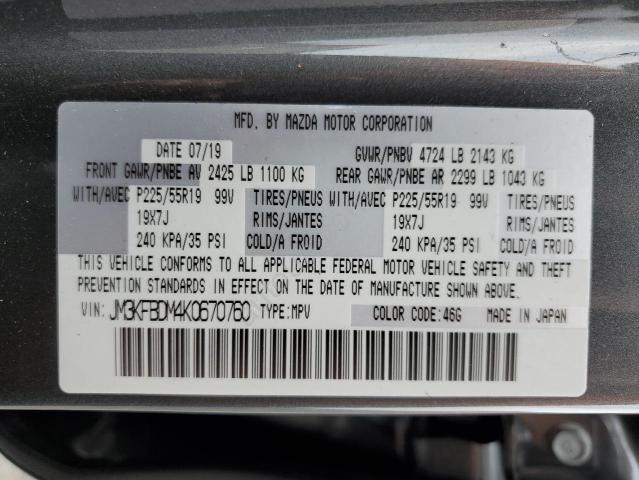 MFD. BY MAZDA MOTOR CORPORATION
DATE 07/19 GVWR/PNBV 4724 LB 2143 KG
FRONT GAWR/PNBE AV 2425 LB 1100 KG REAR GAWR/PNBE AR 2299 LB 1043 KG
WITH/AVEC P225/55R19 99V TIRES/PNEUS WITH/AVEC P225/55R19 99V TIRES/PNEUS
19X7J RIMS/JANTES 19X7J RIMS/JANTES
240 KPA/35 PSI COLD/A FROID 240 KPA/35 PSI COLD/A FROID
THIS VEHICLE CONFORMS TO ALL APPLICABLE FEDERAL MOTOR VEHICLE SAFETY AND THEFT
PREVENTION STANDARDS IN EFFECT ON THE DATE OF MANUFACTURE SHOWN ABOVE.
VIN: JM3KFBDM4K0670760 TYPE: MPV COLOR CODE: 46G MADE IN JAPAN